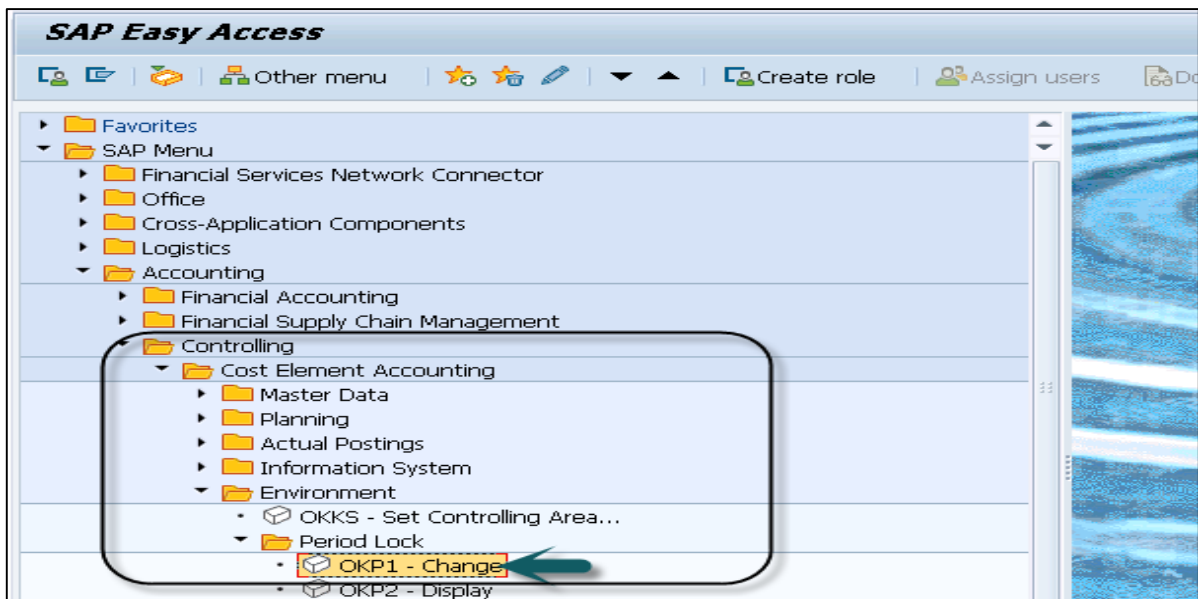 SAP Easy Access
Other menu Create role Assign users
Favorites
SAP Menu
Financial Services Network Connector
Office
Cross-Application Components
Logistics
Accounting
Financial Accounting
Financial Supply Chain Management
Controlling
Cost Element Accounting
Master Data
Planning
Actual Postings
Information System
Environment
OKKS - Set Controlling Area...
Period Lock
OKP1 - Change
OKP2 - Display